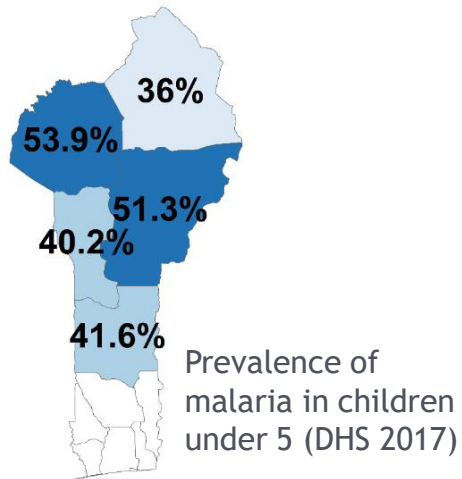 36%
53.9%
51.3%
40.2%
41.6%
Prevalence of
malaria in children
under 5 (DHS 2017)